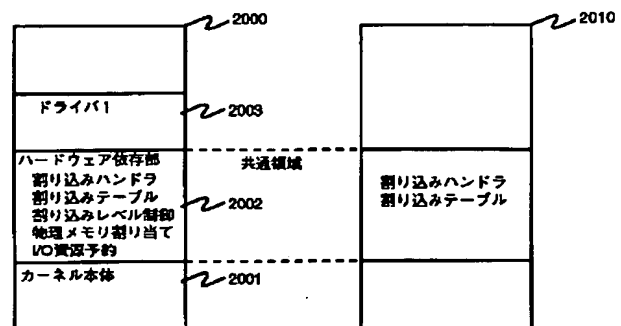 2000
2010
ドライバ1
2003
ハードウェア依存部
共通領域
割り込みハンドラ
割り込みテーブル
割り込みレベル制御
物理メモリ割り当て
I/O資源予約
2002
割り込みハンドラ
割り込みテーブル
カーネル本体
2001